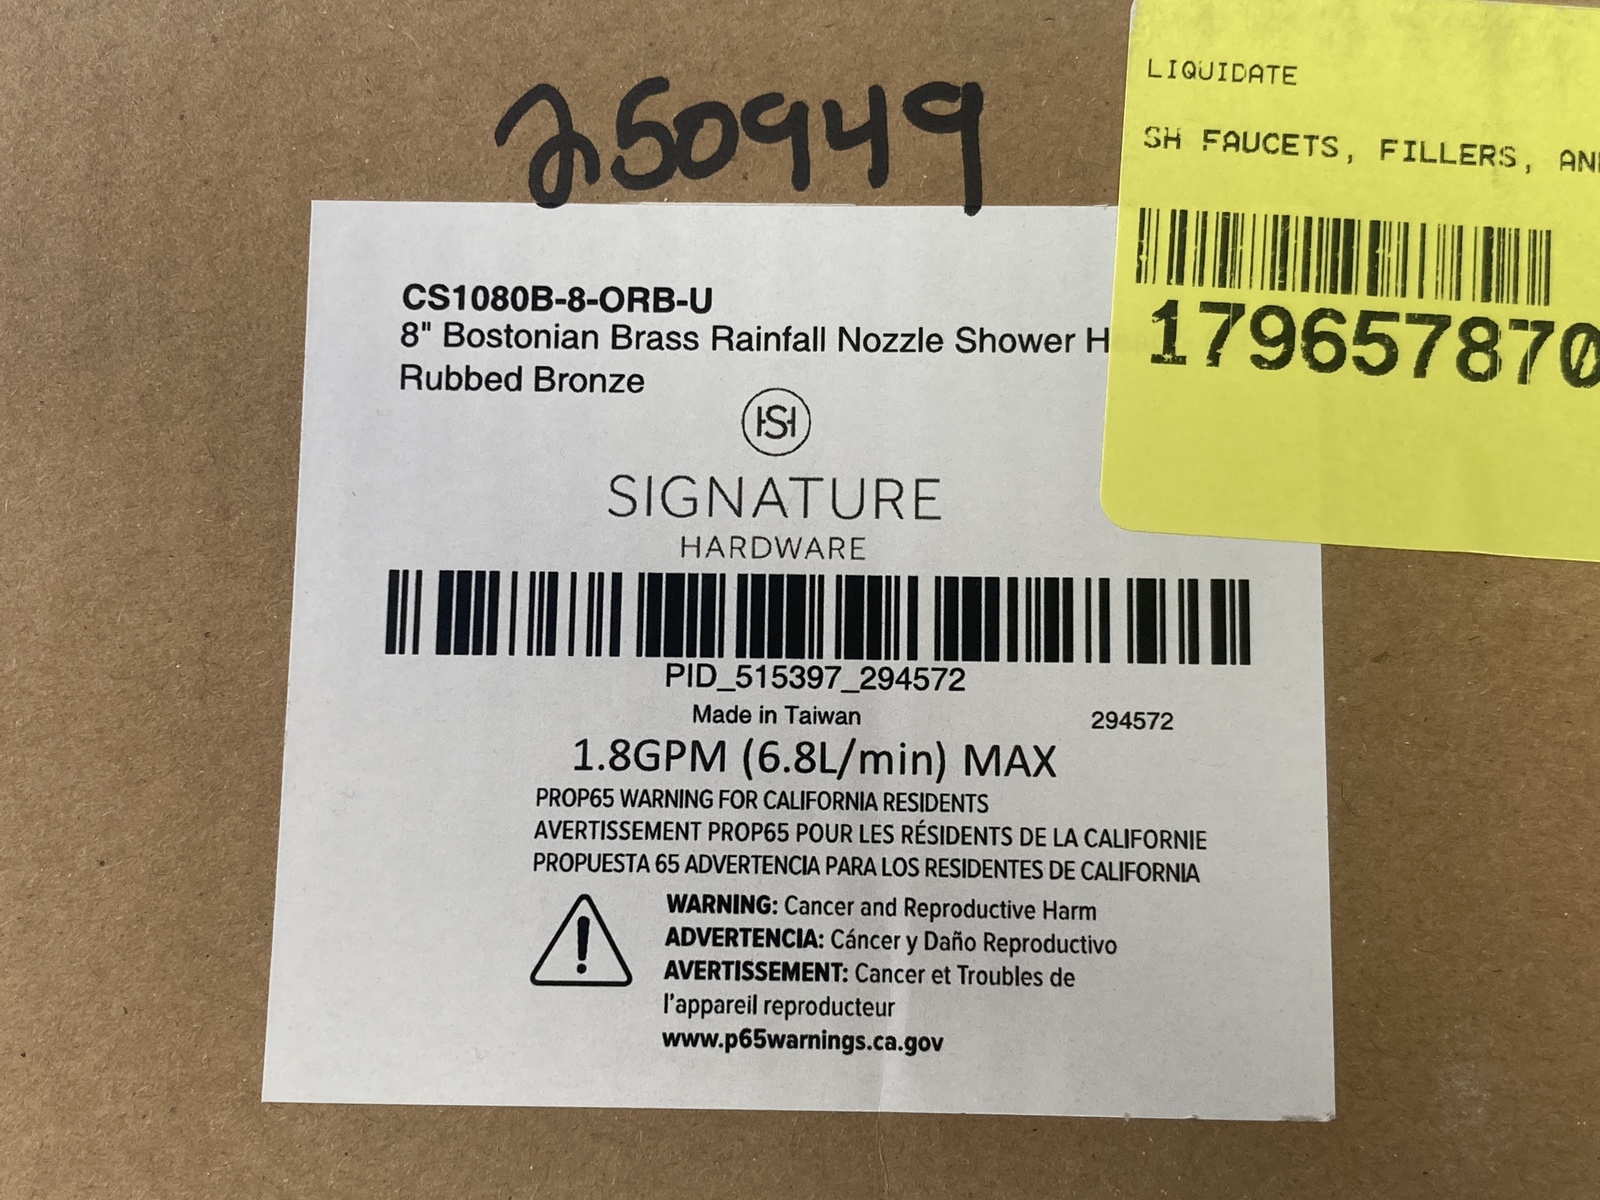 250949
LIQUIDATE
SH FAUCETS, FILLERS,
179657870
CS1080B-8-ORB-U
8" Bostonian Brass Rainfall Nozzle Shower
Rubbed Bronze
SH
SIGNATURE
HARDWARE
PID_515397_294572
Made in Taiwan
294572
1.8GPM (6.8L/min) MAX
PROP65 WARNING FOR CALIFORNIA RESIDENTS
AVERTISSEMENT PROP65 POUR LES RÉSIDENTS DE LA CALIFORNIE
PROPUESTA 65 ADVERTENCIA PARA LOS RESIDENTES DE CALIFORNIA
WARNING: Cancer and Reproductive Harm
ADVERTENCIA: Cáncer y Daño Reproductivo
AVERTISSEMENT: Cancer et Troubles de
l'appareil reproducteur
www.p65warnings.ca.gov